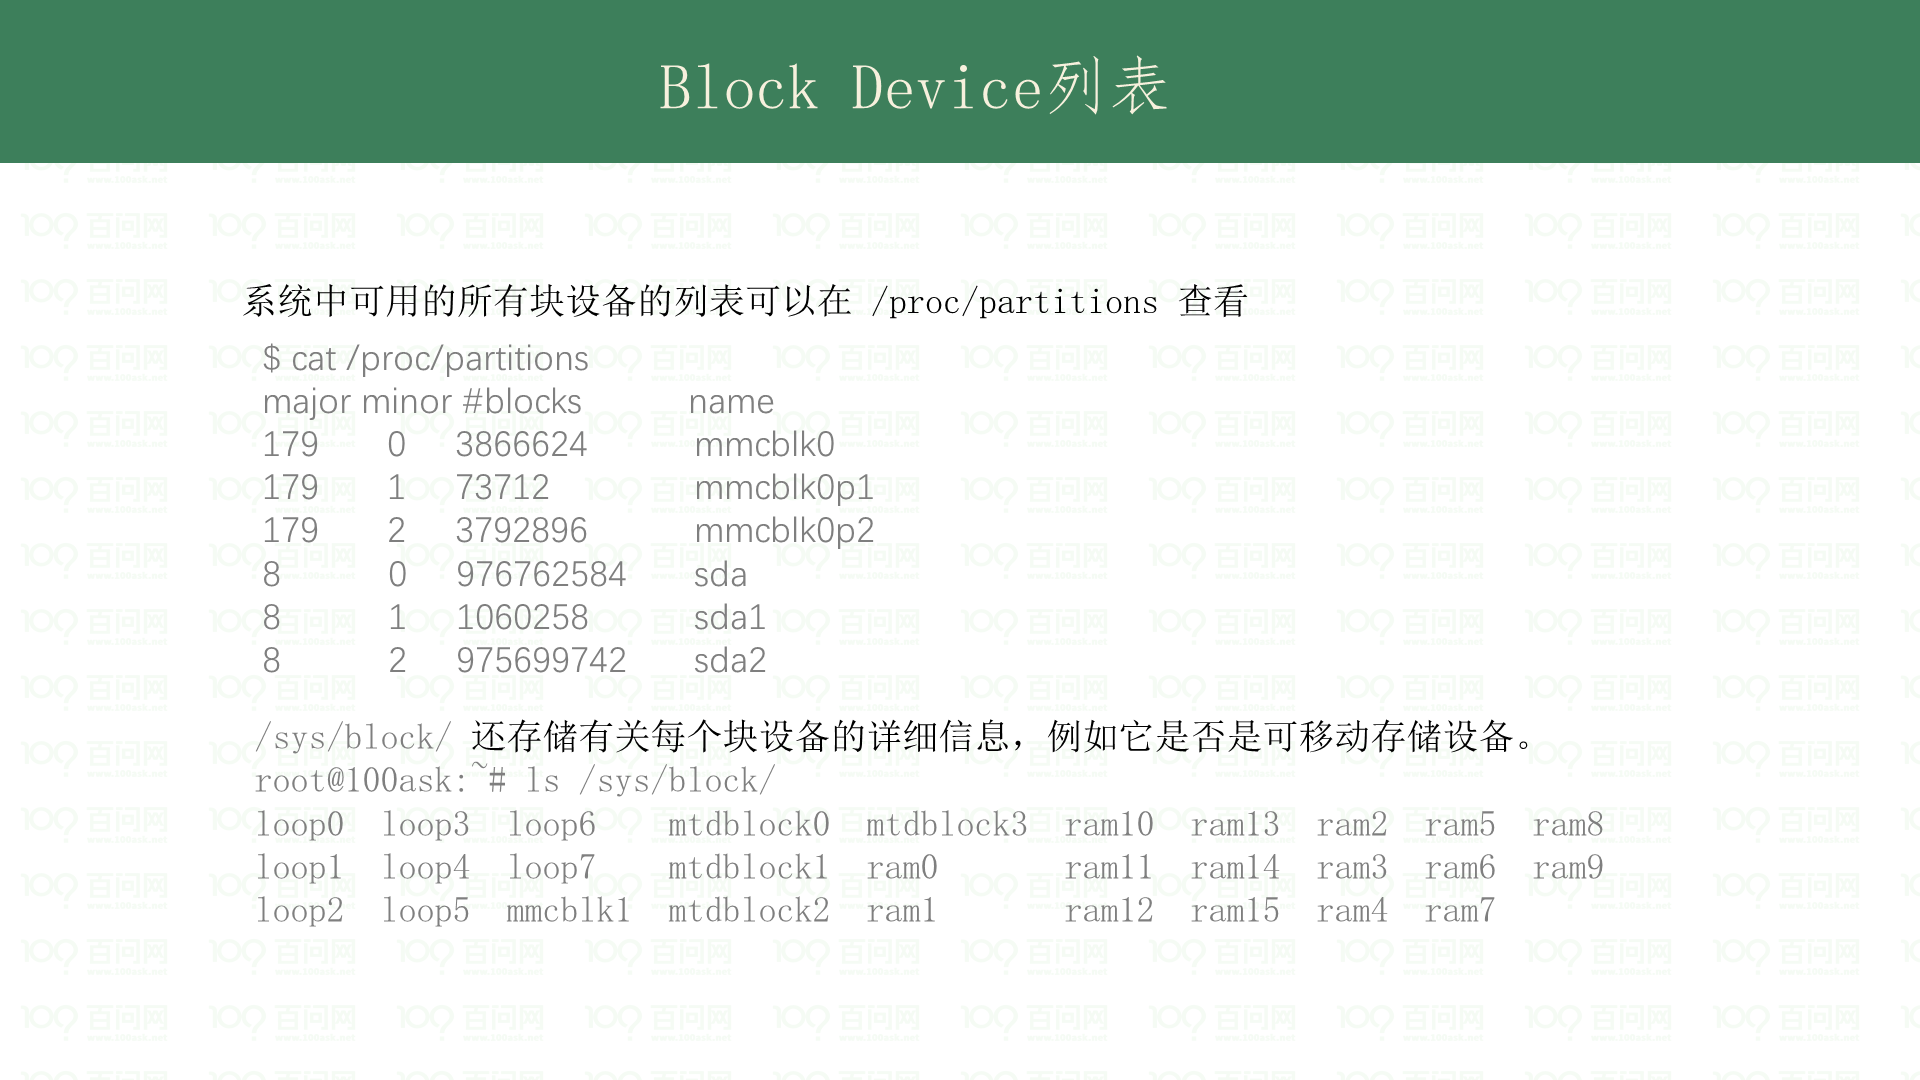 Block Device列表
系统中可用的所有块设备的列表可以在 /proc/partitions 查看
$ cat /proc/partitions
major minor #blocks name
179 0 3866624 mmcblk0
179 1 73712 mmcblk0p1
179 2 3792896 mmcblk0p2
8 0 976762584 sda
8 1 1060258 sda1
8 2 975699742 sda2
/sys/block/ 还存储有关每个块设备的详细信息，例如它是否是可移动存储设备。
root@100ask:~# ls /sys/block/
loop0 loop3 loop6 mtdblock0 mtdblock3 ram10 ram13 ram2 ram5 ram8
loop1 loop4 loop7 mtdblock1 ram0 ram11 ram14 ram3 ram6 ram9
loop2 loop5 mmcblk1 mtdblock2 ram1 ram12 ram15 ram4 ram7